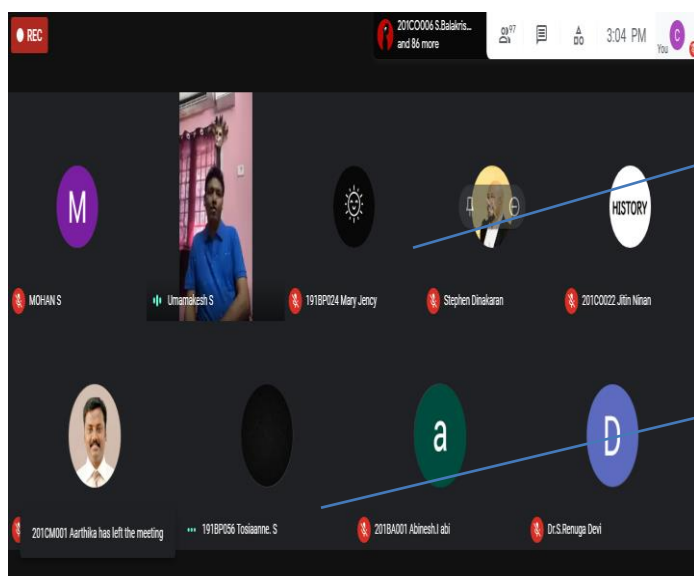 REC
201CO006 S.Balakris...
and 86 more
97
3:04 PM
You
C
M
HISTORY
MOHAN S
Umamakesh S
191BP024 Mary Jency
Stephen Dinakaran
201CO022 Jitin Ninan
a
D
201CM001 Aarthika has left the meeting
191BP056 Tosiaanne. S
201BA001 Abinesh.I abi
Dr.S.Renuga Devi